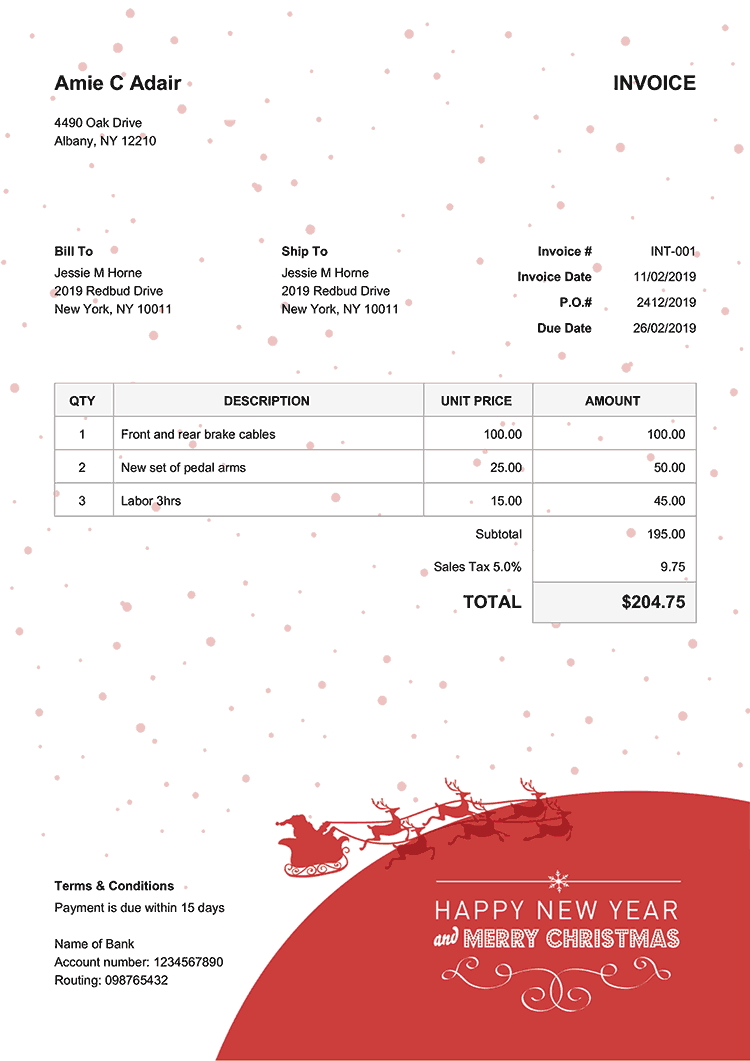 Amie C Adair
INVOICE
4490 Oak Drive
Albany, NY 12210
Bill To
Jessie M Horne
2019 Redbud Drive
New York, NY 10011
Ship To
Jessie M Horne
2019 Redbud Drive
New York, NY 10011
Invoice # INT-001
Invoice Date 11/02/2019
P.O.# 2412/2019
Due Date 26/02/2019
QTY DESCRIPTION UNIT PRICE AMOUNT
1 Front and rear brake cables 100.00 100.00
2 New set of pedal arms 25.00 50.00
3 Labor 3hrs 15.00 45.00
Subtotal 195.00
Sales Tax 5.0% 9.75
TOTAL $204.75
Terms & Conditions
Payment is due within 15 days
Name of Bank
Account number: 1234567890
Routing: 098765432
HAPPY NEW YEAR
and MERRY CHRISTMAS